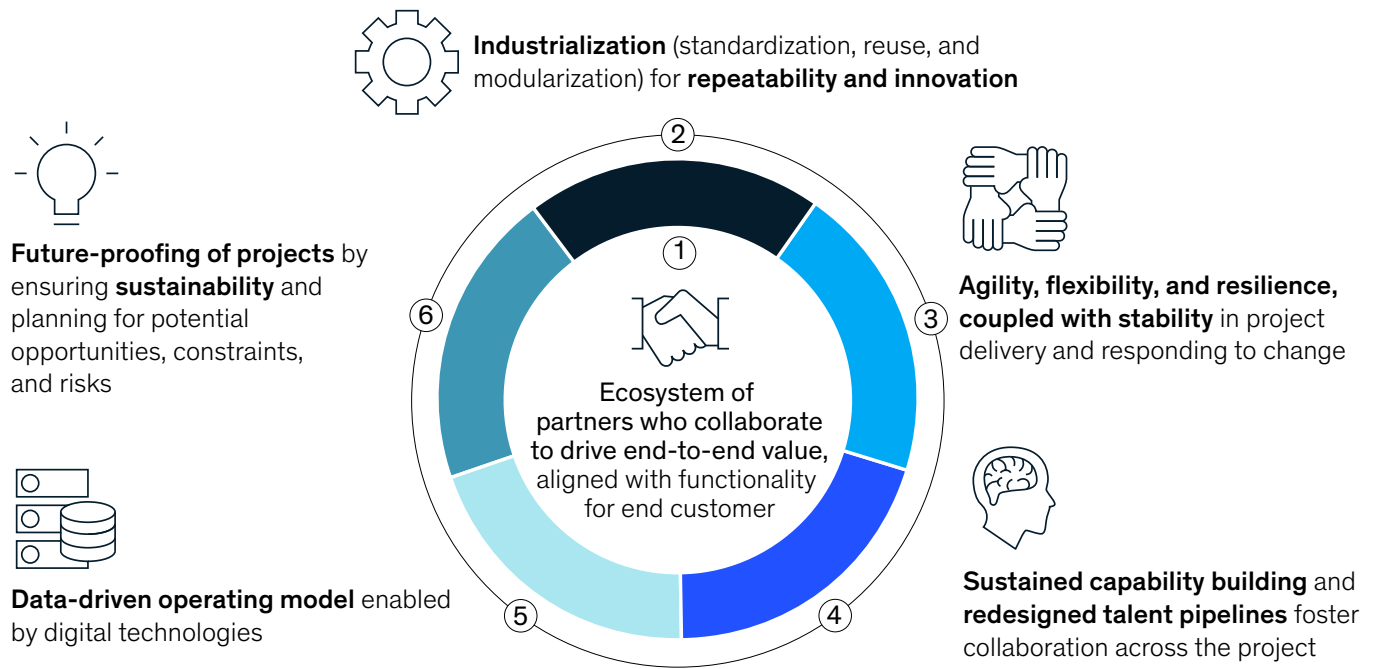 Industrialization (standardization, reuse, and
modularization) for repeatability and innovation
2
1
Ecosystem of
partners who collaborate
to drive end-to-end value,
aligned with functionality
for end customer
3
Agility, flexibility, and resilience,
coupled with stability in project
delivery and responding to change
4
Sustained capability building and
redesigned talent pipelines foster
collaboration across the project
5
Data-driven operating model enabled
by digital technologies
6
Future-proofing of projects by
ensuring sustainability and
planning for potential
opportunities, constraints,
and risks